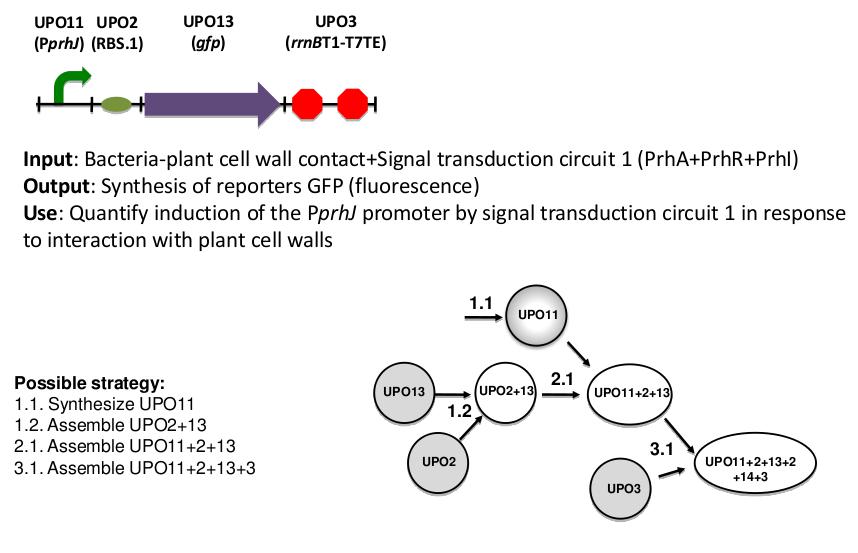 UPO11 UPO2 UPO13 UPO3
(PprhJ) (RBS.1) (gfp) (rrnBT1-T7TE)
Input: Bacteria-plant cell wall contact+Signal transduction circuit 1 (PrhA+PrhR+PrhI)
Output: Synthesis of reporters GFP (fluorescence)
Use: Quantify induction of the PprhJ promoter by signal transduction circuit 1 in response
to interaction with plant cell walls
Possible strategy:
1.1. Synthesize UPO11
1.2. Assemble UPO2+13
2.1. Assemble UPO11+2+13
3.1. Assemble UPO11+2+13+3
1.1
UPO11
UPO13
UPO2+13
2.1
UPO11+2+13
1.2
UPO2
3.1
UPO3
UPO11+2+13+2
+14+3